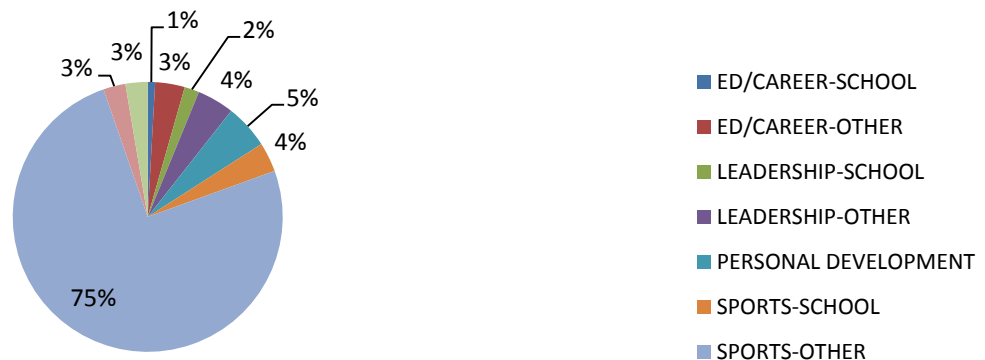 1%
2%
3%
3%
3%
4%
5%
4%
75%
ED/CAREER-SCHOOL
ED/CAREER-OTHER
LEADERSHIP-SCHOOL
LEADERSHIP-OTHER
PERSONAL DEVELOPMENT
SPORTS-SCHOOL
SPORTS-OTHER